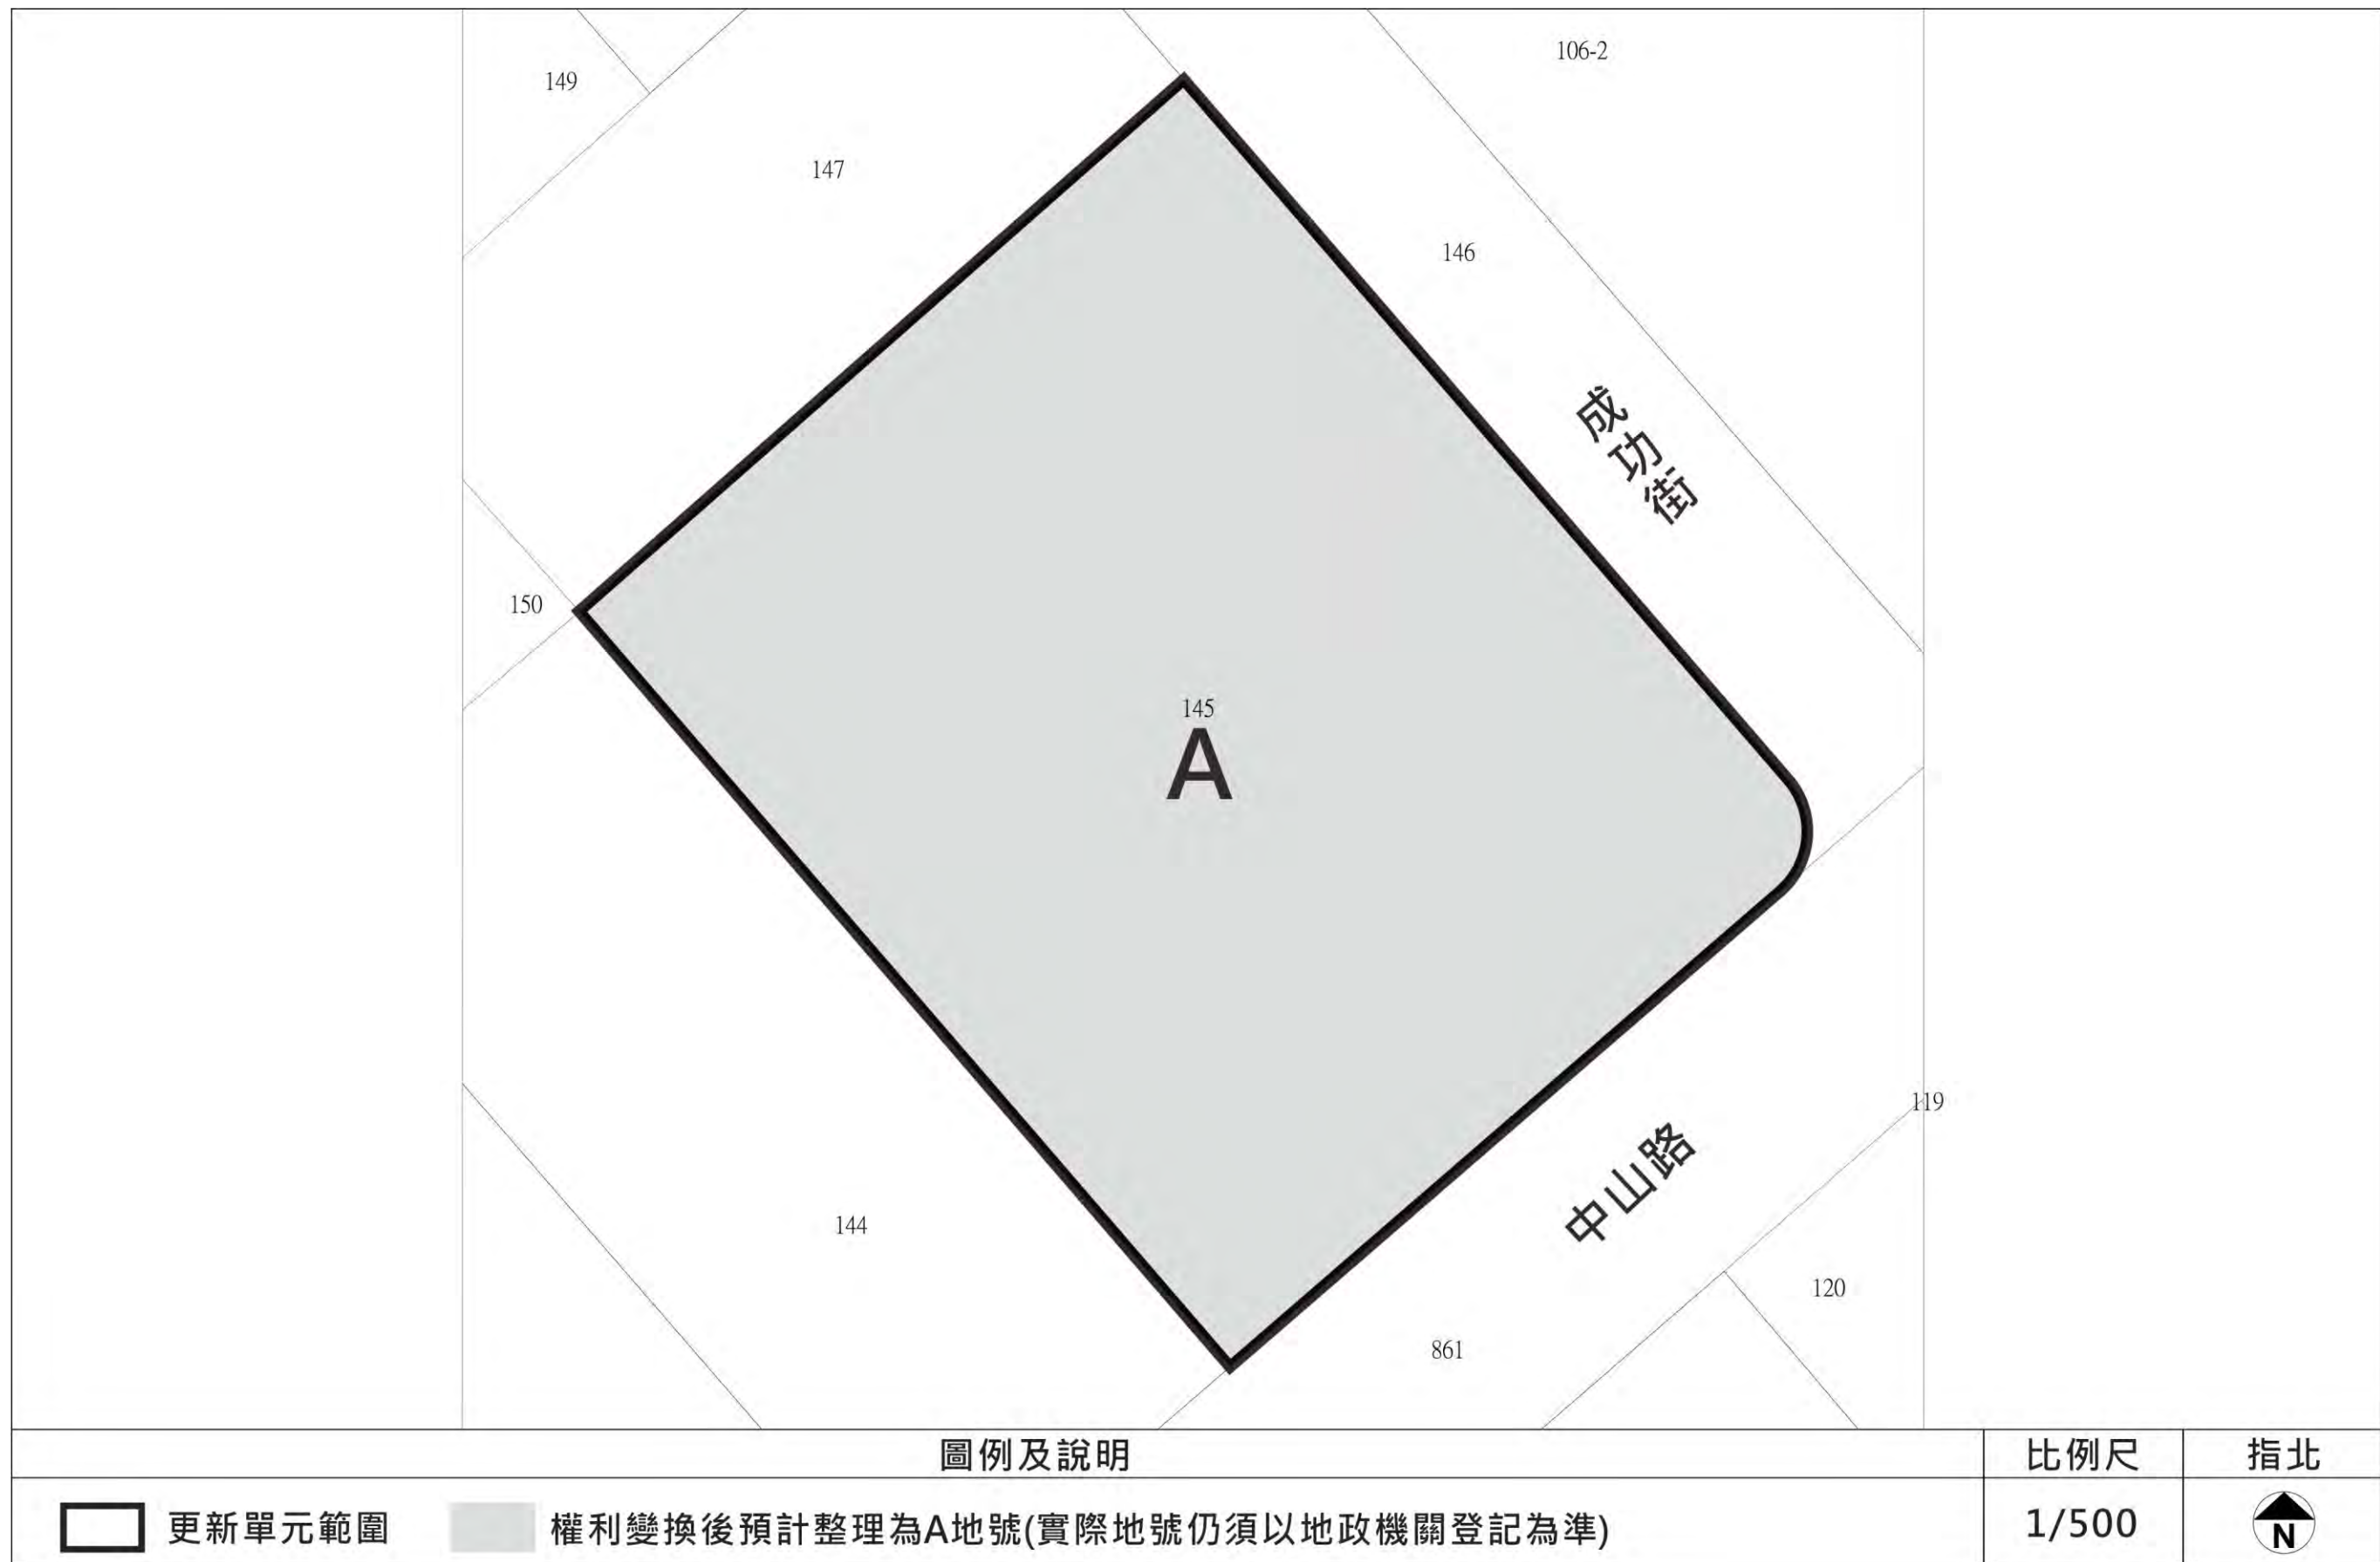 106-2
149
147
146
成功街
150
145
A
119
中山路
144
120
861
圖例及說明
比例尺
指北
更新單元範圍
權利變換後預計整理為A地號(實際地號仍須以地政機關登記為準)
1/500
N